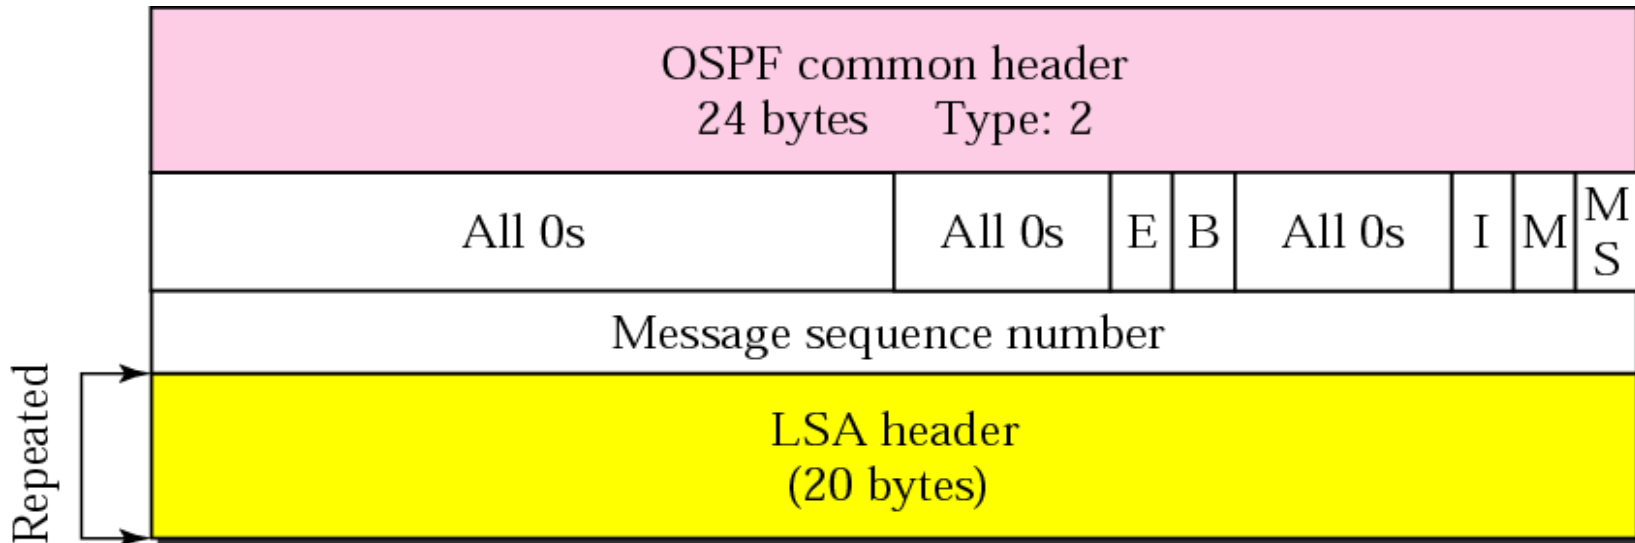 OSPF common header
24 bytes Type: 2
All 0s All 0s E B All 0s I M M
S
Message sequence number
Repeated
LSA header
(20 bytes)